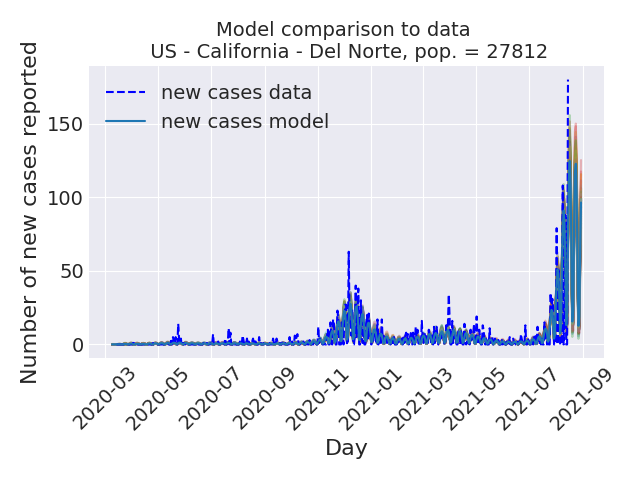 Model comparison to data
US - California - Del Norte, pop. = 27812
Number of new cases reported
new cases data
new cases model
150
100
50
0
2020-03
2020-05
2020-07
2020-09
2020-11
2021-01
2021-03
2021-05
2021-07
2021-09
Day